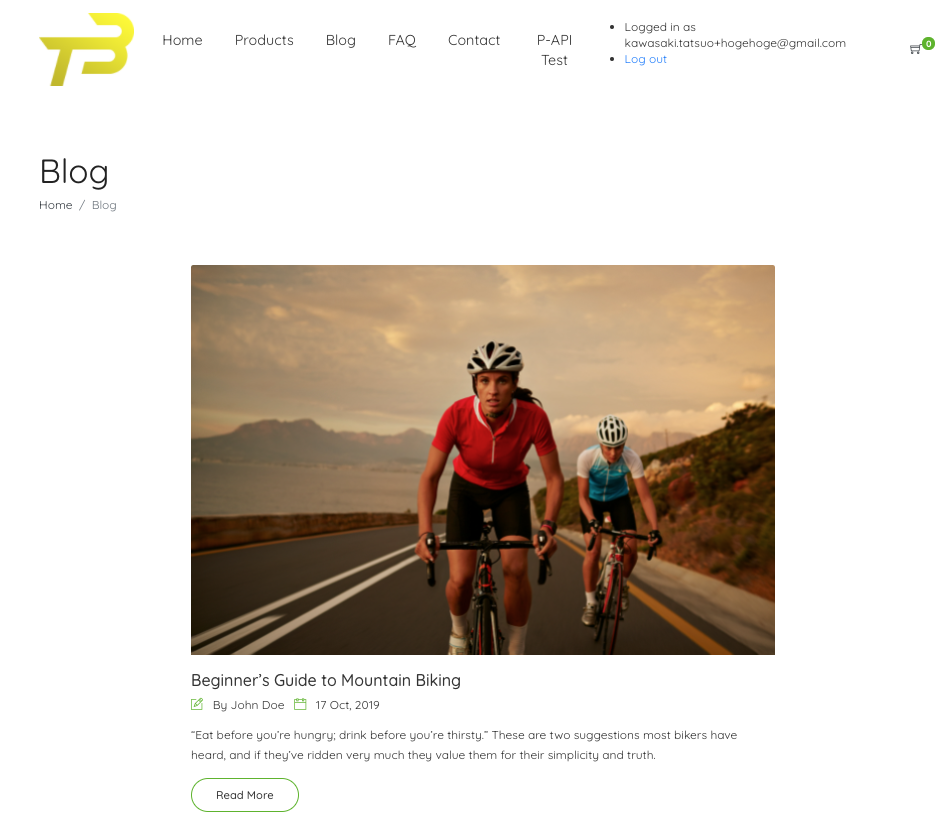 TB
Home Products Blog FAQ Contact P-API
Test
Logged in as
kawasaki.tatsuo+hogehoge@gmail.com
Log out
0
Blog
Home / Blog
Beginner’s Guide to Mountain Biking
By John Doe 17 Oct, 2019
“Eat before you’re hungry; drink before you’re thirsty.” These are two suggestions most bikers have
heard, and if they’ve ridden very much they value them for their simplicity and truth.
Read More